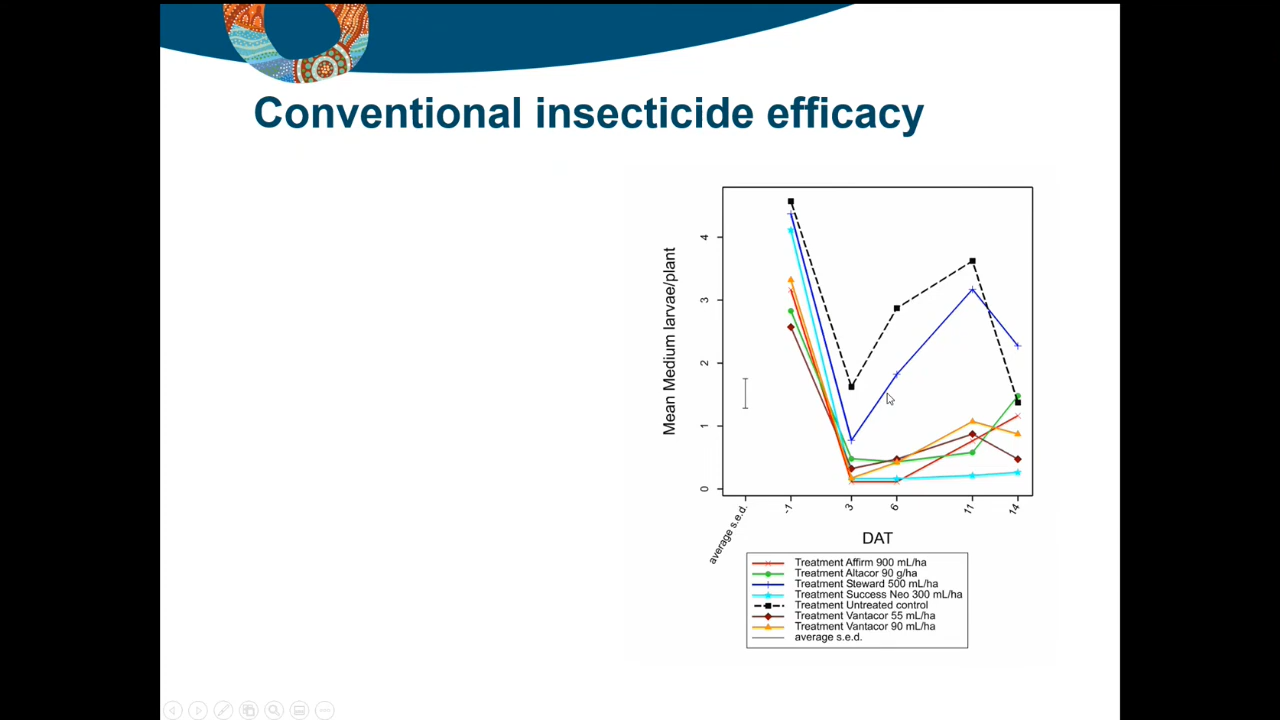 Conventional insecticide efficacy
Mean Medium larvae/plant
4
3
2
1
0
average s.e.d.
-1
3
6
11
14
DAT
Treatment Affirm 900 mL/ha
Treatment Altacor 90 g/ha
Treatment Steward 500 mL/ha
Treatment Success Neo 300 mL/ha
Treatment Untreated control
Treatment Vantacor 55 mL/ha
Treatment Vantacor 90 mL/ha
average s.e.d.